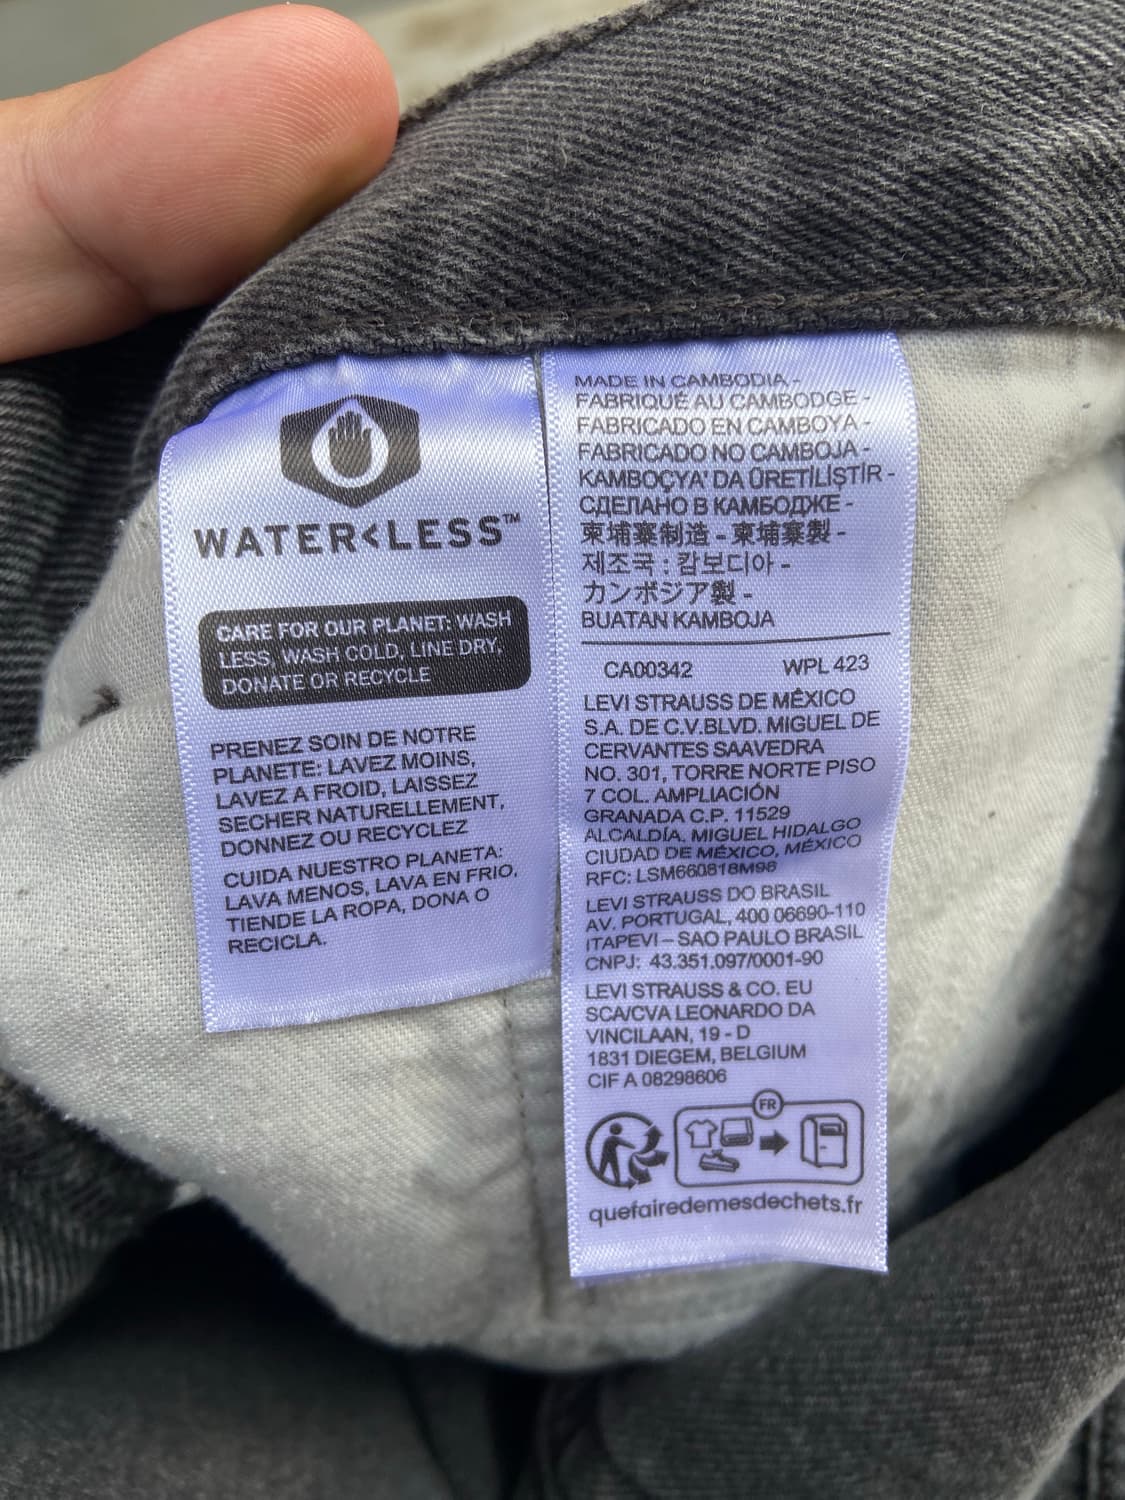 WATER<LESS™
CARE FOR OUR PLANET: WASH
LESS, WASH COLD, LINE DRY,
DONATE OR RECYCLE
PRENEZ SOIN DE NOTRE
PLANETE: LAVEZ MOINS,
LAVEZ A FROID, LAISSEZ
SECHER NATURELLEMENT,
DONNEZ OU RECYCLEZ
CUIDA NUESTRO PLANETA:
LAVA MENOS, LAVA EN FRIO,
TIENDE LA ROPA, DONA O
RECICLA.
MADE IN CAMBODIA -
FABRIQUÉ AU CAMBODGE -
FABRICADO EN CAMBOYA -
FABRICADO NO CAMBOJA -
KAMBOÇYA' DA ÜRETİLİŞTİR -
СДЕЛАНО В КАМБОДЖЕ -
柬埔寨制造 - 柬埔寨製 -
제조국 : 캄보디아 -
カンボジア製 -
BUATAN KAMBOJA
CA00342 WPL 423
LEVI STRAUSS DE MÉXICO
S.A. DE C.V.BLVD. MIGUEL DE
CERVANTES SAAVEDRA
NO. 301, TORRE NORTE PISO
7 COL. AMPLIACIÓN
GRANADA C.P. 11529
ALCALDÍA, MIGUEL HIDALGO
CIUDAD DE MÉXICO, MÉXICO
RFC: LSM660818M98
LEVI STRAUSS DO BRASIL
AV. PORTUGAL, 400 06690-110
ITAPEVI – SAO PAULO BRASIL
CNPJ: 43.351.097/0001-90
LEVI STRAUSS & CO. EU
SCA/CVA LEONARDO DA
VINCILAAN, 19 - D
1831 DIEGEM, BELGIUM
CIF A 08298606
FR
quefairedemesdechets.fr